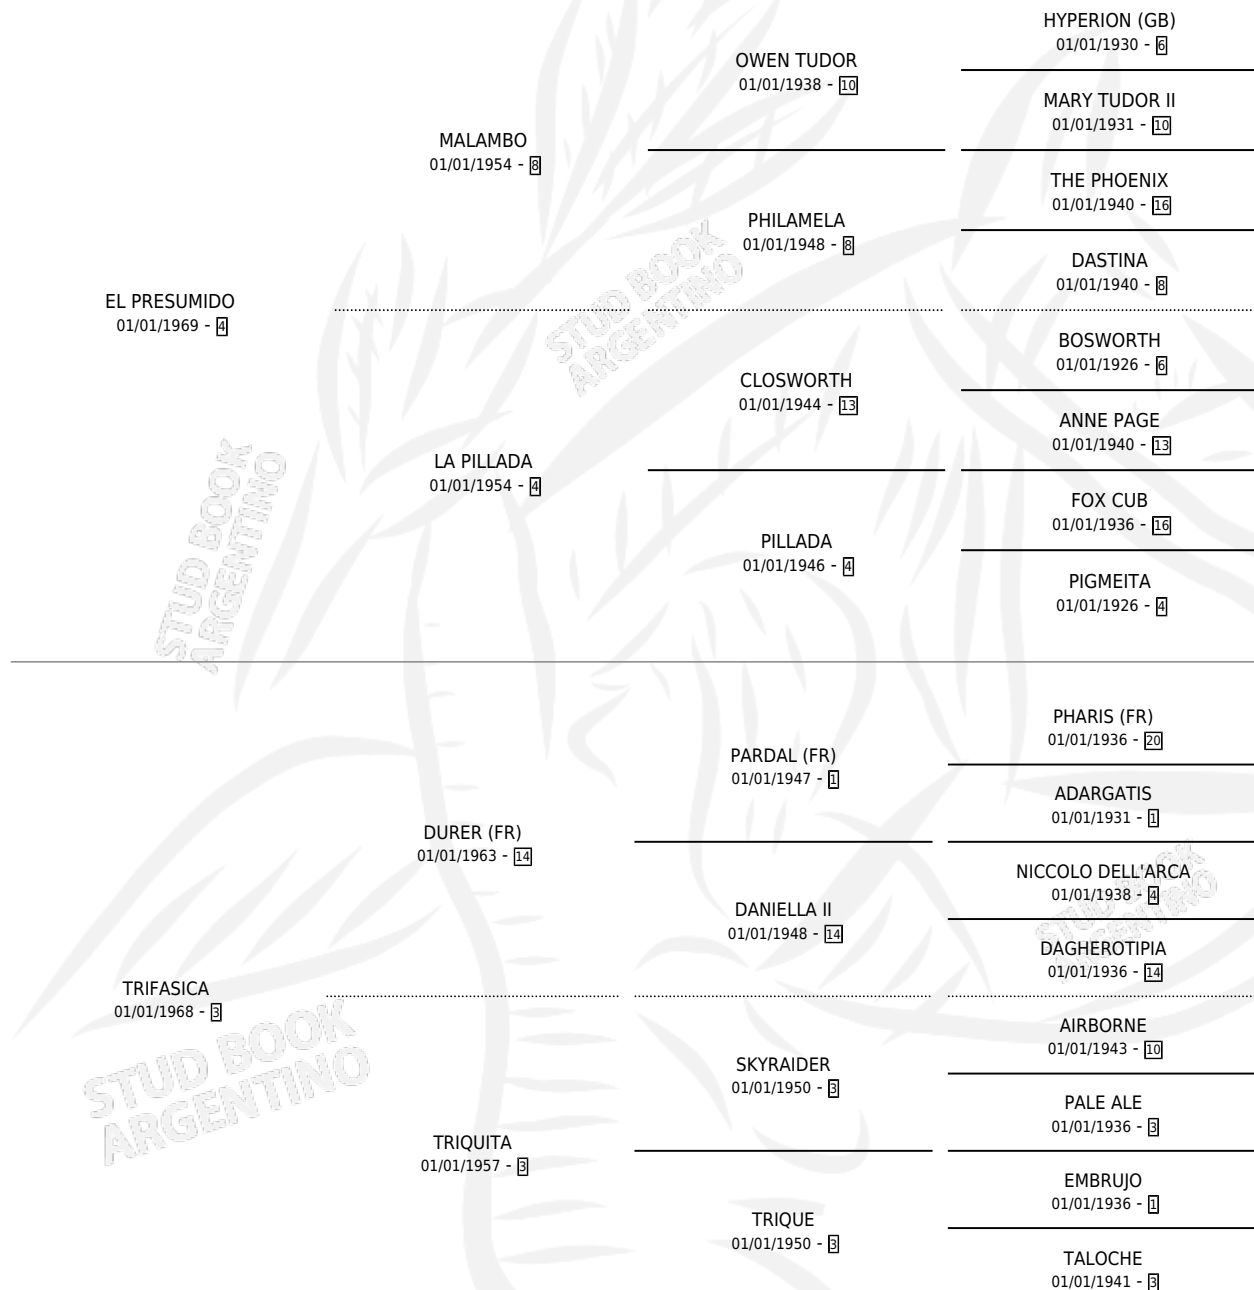 HYPERION (GB)
01/01/1930 - 6
OWEN TUDOR
01/01/1938 - 10
MARY TUDOR II
01/01/1931 - 10
MALAMBO
01/01/1954 - 8
THE PHOENIX
01/01/1940 - 16
PHILAMELA
01/01/1948 - 8
DASTINA
01/01/1940 - 8
EL PRESUMIDO
01/01/1969 - 4
STUD BOOK
ARGENTINO
BOSWORTH
01/01/1926 - 6
CLOSWORTH
01/01/1944 - 13
ANNE PAGE
01/01/1940 - 13
LA PILLADA
01/01/1954 - 4
FOX CUB
01/01/1936 - 16
PILLADA
01/01/1946 - 4
PIGMEITA
01/01/1926 - 4
STUD BOOK
ARGENTINO
PHARIS (FR)
01/01/1936 - 20
PARDAL (FR)
01/01/1947 - 1
ADARGATIS
01/01/1931 - 1
DURER (FR)
01/01/1963 - 14
NICCOLO DELL'ARCA
01/01/1938 - 4
DANIELLA II
01/01/1948 - 14
DAGHEROTIPIA
01/01/1936 - 14
STUD BOOK
ARGENTINO
TRIFASICA
01/01/1968 - 3
AIRBORNE
01/01/1943 - 10
SKYRAIDER
01/01/1950 - 3
PALE ALE
01/01/1936 - 3
STUD BOOK
ARGENTINO
TRIQUITA
01/01/1957 - 3
EMBRUJO
01/01/1936 - 1
TRIQUE
01/01/1950 - 3
TALOCHE
01/01/1941 - 3